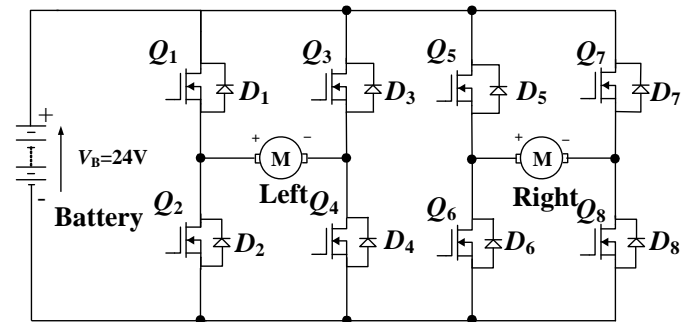 Q1 Q3 Q5 Q7
D1 D3 D5 D7
+
VB=24V
+ M − + M −
Left Right
Battery -
Q2 Q4 Q6 Q8
D2 D4 D6 D8